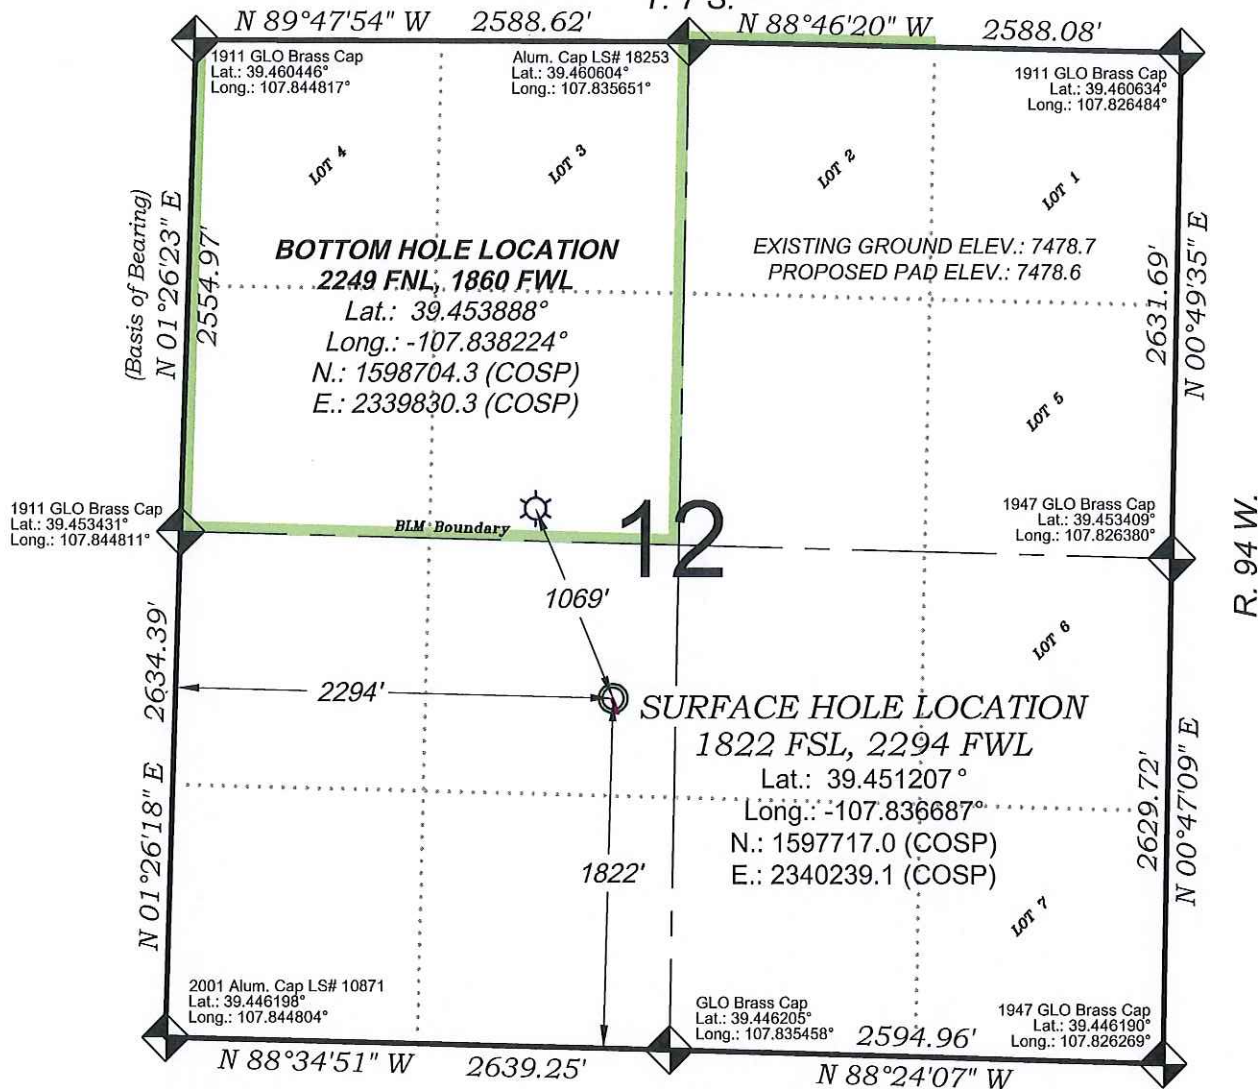 T. 7 S.
N 89°47'54" W 2588.62'
N 88°46'20" W 2588.08'
1911 GLO Brass Cap
Lat.: 39.460446°
Long.: 107.844817°
Alum. Cap LS# 18253
Lat.: 39.460604°
Long.: 107.835651°
1911 GLO Brass Cap
Lat.: 39.460634°
Long.: 107.826484°
LOT 4
LOT 3
LOT 2
LOT 1
(Basis of Bearing)
N 01°26'23" E
2554.97'
BOTTOM HOLE LOCATION
2249 FNL, 1860 FWL
Lat.: 39.453888°
Long.: -107.838224°
N.: 1598704.3 (COSP)
E.: 2339830.3 (COSP)
EXISTING GROUND ELEV.: 7478.7
PROPOSED PAD ELEV.: 7478.6
2631.69'
N 00°49'35" E
LOT 5
1911 GLO Brass Cap
Lat.: 39.453431°
Long.: 107.844811°
BLM Boundary
12
1947 GLO Brass Cap
Lat.: 39.453409°
Long.: 107.826380°
R. 94 W.
1069'
LOT 6
2634.39'
N 01°26'18" E
2294'
SURFACE HOLE LOCATION
1822 FSL, 2294 FWL
Lat.: 39.451207°
Long.: -107.836687°
N.: 1597717.0 (COSP)
E.: 2340239.1 (COSP)
1822'
2629.72'
N 00°47'09" E
LOT 7
2001 Alum. Cap LS# 10871
Lat.: 39.446198°
Long.: 107.844804°
GLO Brass Cap
Lat.: 39.446205°
Long.: 107.835458°
1947 GLO Brass Cap
Lat.: 39.446190°
Long.: 107.826269°
N 88°34'51" W 2639.25'
2594.96'
N 88°24'07" W